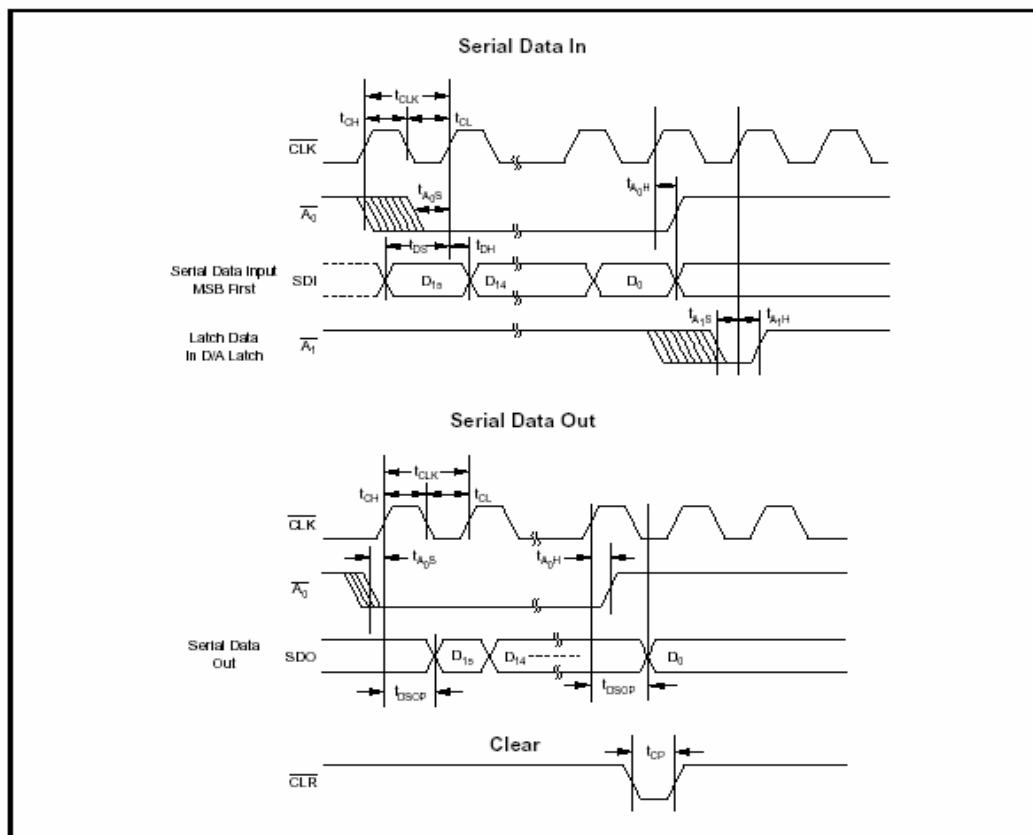 Serial Data In
tCLK
tCH tCL
CLK
tA0S tA0H
A0
tDS tDH
Serial Data Input
MSB First
SDI D15 D14 D0
tA1S tA1H
Latch Data
In D/A Latch
A1
Serial Data Out
tCLK
tCH tCL
CLK
tA0S tA0H
A0
Serial Data
Out
SDO D15 D14 D0
tDSOP tDSOP
Clear
tCP
CLR